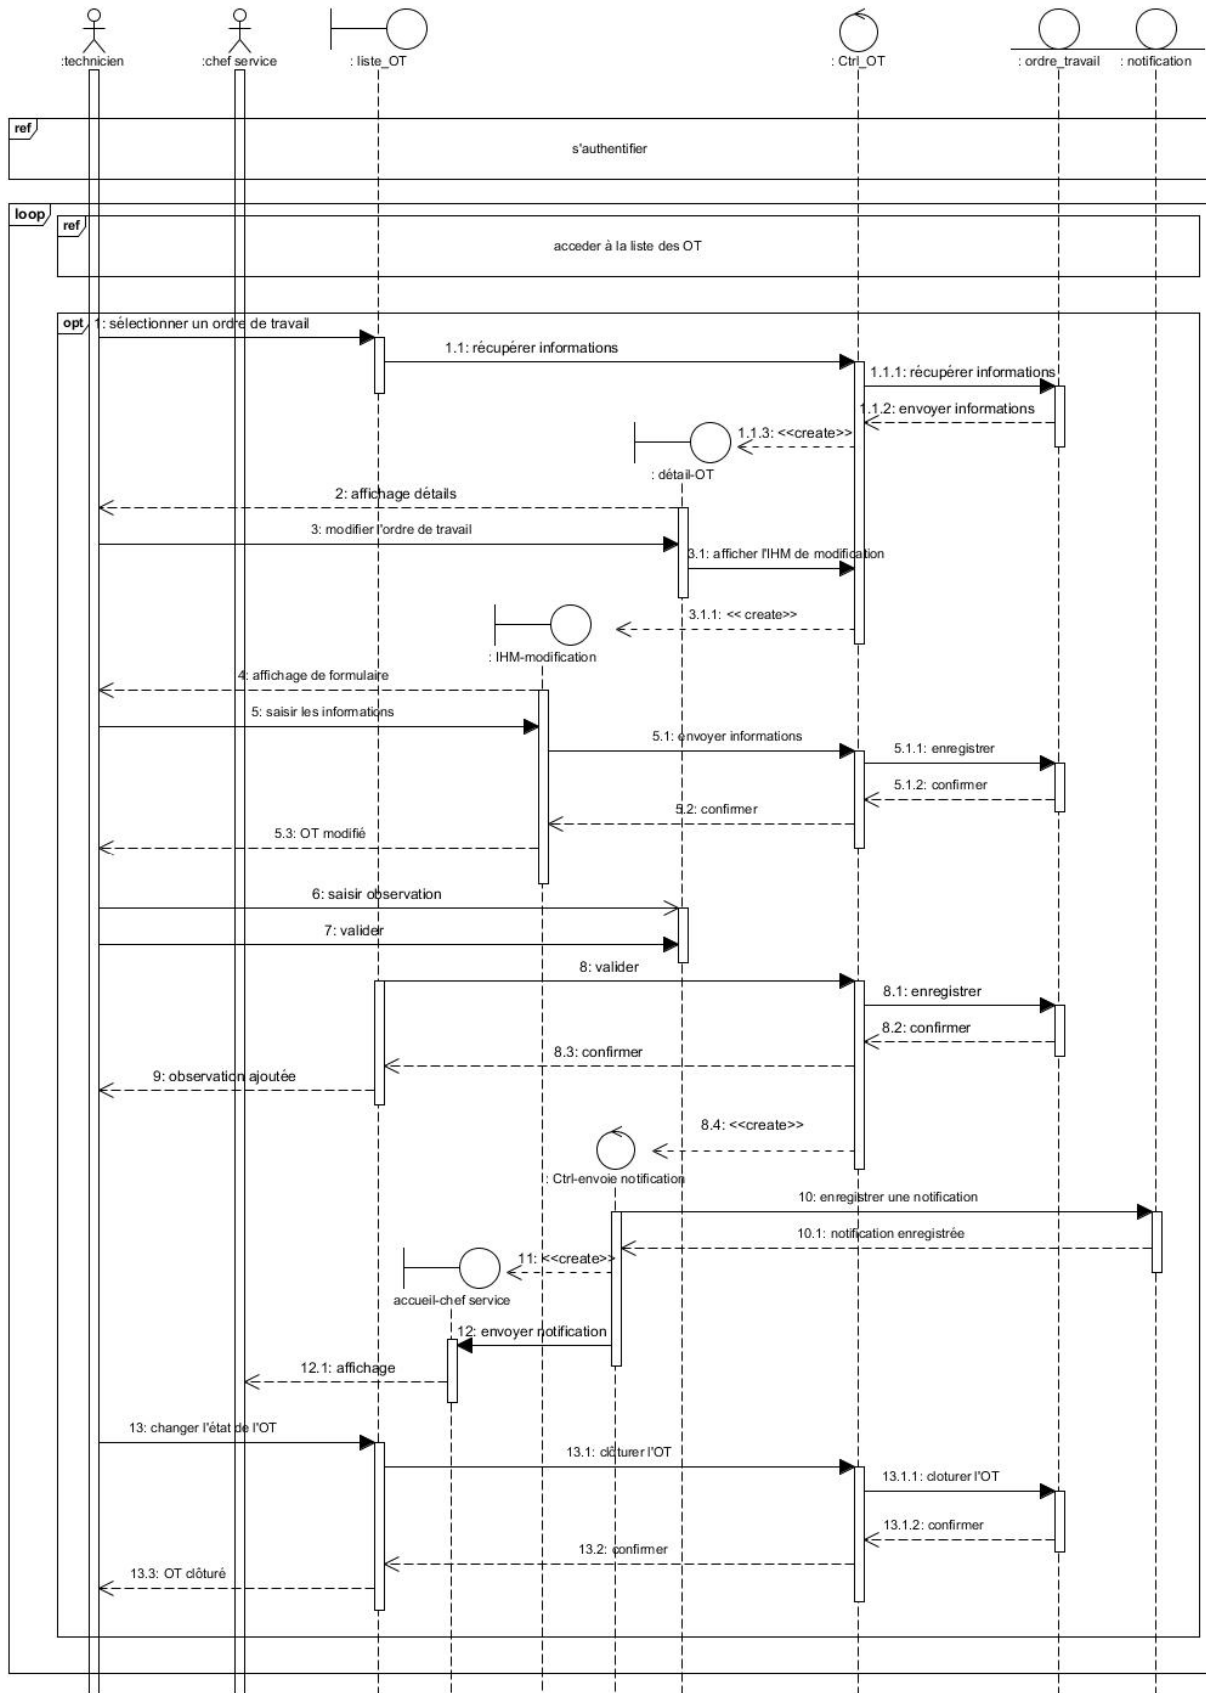 :technicien
:chef service
: liste_OT
: Ctrl_OT
: ordre_travail
: notification
ref
s'authentifier
loop
ref
acceder à la liste des OT
opt
1: sélectionner un ordre de travail
1.1: récupérer informations
1.1.1: récupérer informations
1.1.2: envoyer informations
1.1.3: <<create>>
: détail-OT
2: affichage détails
3: modifier l'ordre de travail
3.1: afficher l'IHM de modification
3.1.1: << create>>
: IHM-modification
4: affichage de formulaire
5: saisir les informations
5.1: envoyer informations
5.1.1: enregistrer
5.1.2: confirmer
5.2: confirmer
5.3: OT modifié
6: saisir observation
7: valider
8: valider
8.1: enregistrer
8.2: confirmer
8.3: confirmer
9: observation ajoutée
8.4: <<create>>
: Ctrl-envoie notification
10: enregistrer une notification
10.1: notification enregistrée
11: <<create>>
accueil-chef service
12: envoyer notification
12.1: affichage
13: changer l'état de l'OT
13.1: clôturer l'OT
13.1.1: cloturer l'OT
13.1.2: confirmer
13.2: confirmer
13.3: OT clôturé